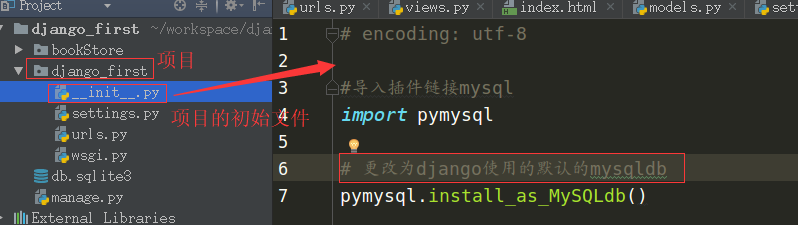 Project
urls.py
views.py
index.html
models.py
set
django_first ~/workspace/dja
bookStore
django_first
项目
__init__.py
settings.py
项目的初始文件
urls.py
wsgi.py
db.sqlite3
manage.py
External Libraries
1 # encoding: utf-8
2
3 #导入插件链接mysql
4 import pymysql
5
6 # 更改为django使用的默认的mysqldb
7 pymysql.install_as_MySQLdb()